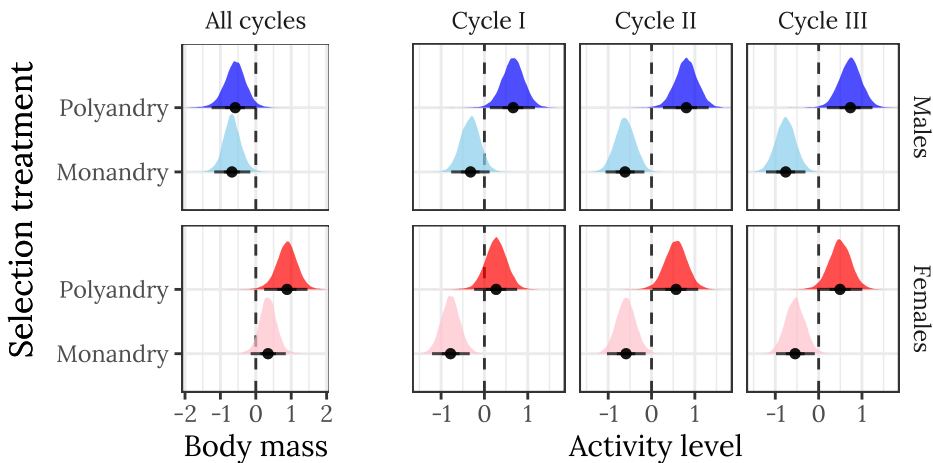 All cycles
Cycle I
Cycle II
Cycle III
Selection treatment
Polyandry
Monandry
Males
Polyandry
Monandry
Females
-2 -1 0 1 2
-1 0 1
-1 0 1
-1 0 1
Body mass
Activity level